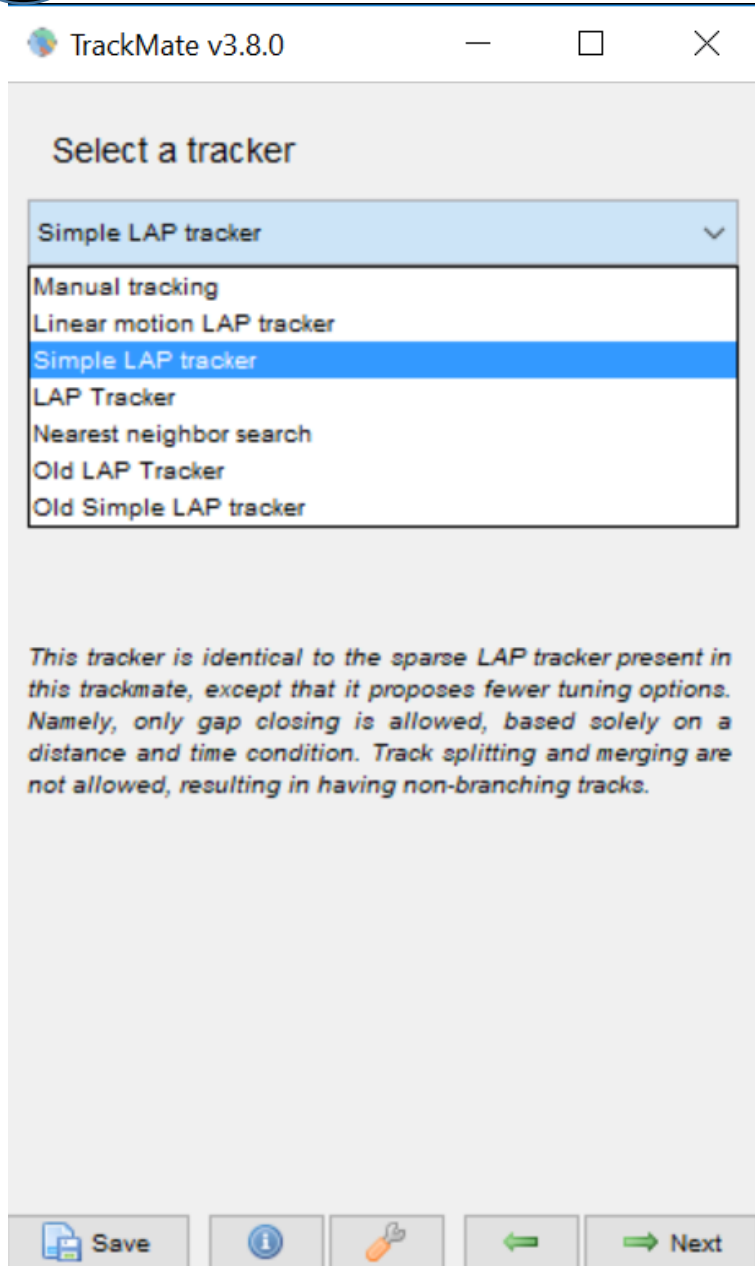 TrackMate v3.8.0
Select a tracker
Simple LAP tracker
Manual tracking
Linear motion LAP tracker
Simple LAP tracker
LAP Tracker
Nearest neighbor search
Old LAP Tracker
Old Simple LAP tracker
This tracker is identical to the sparse LAP tracker present in
this trackmate, except that it proposes fewer tuning options.
Namely, only gap closing is allowed, based solely on a
distance and time condition. Track splitting and merging are
not allowed, resulting in having non-branching tracks.
Save
Next